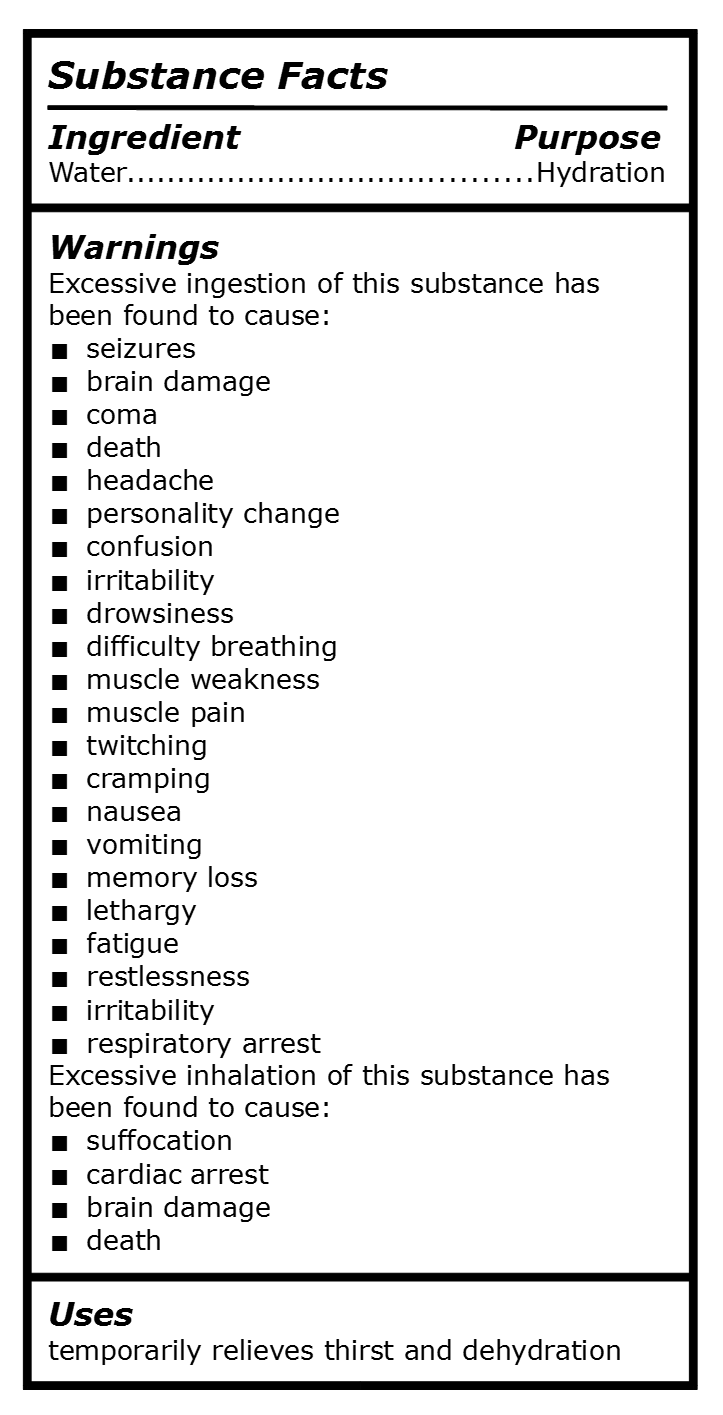 Substance Facts
Ingredient Purpose
Water..........................................Hydration
Warnings
Excessive ingestion of this substance has
been found to cause:
■ seizures
■ brain damage
■ coma
■ death
■ headache
■ personality change
■ confusion
■ irritability
■ drowsiness
■ difficulty breathing
■ muscle weakness
■ muscle pain
■ twitching
■ cramping
■ nausea
■ vomiting
■ memory loss
■ lethargy
■ fatigue
■ restlessness
■ irritability
■ respiratory arrest
Excessive inhalation of this substance has
been found to cause:
■ suffocation
■ cardiac arrest
■ brain damage
■ death
Uses
temporarily relieves thirst and dehydration